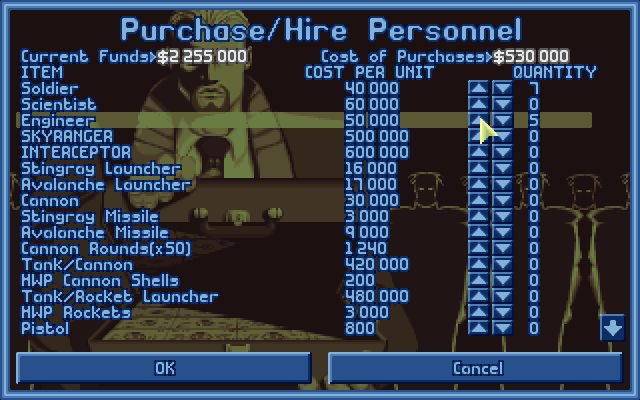 Purchase/Hire Personnel
Current Funds>$2 255 000 Cost of Purchases>$530 000
ITEM COST PER UNIT QUANTITY
Soldier 40 000 7
Scientist 60 000 0
Engineer 50 000 5
SKYRANGER 500 000 0
INTERCEPTOR 600 000 0
Stingray Launcher 16 000 0
Avalanche Launcher 17 000 0
Cannon 30 000 0
Stingray Missile 3 000 0
Avalanche Missile 9 000 0
Cannon Rounds(x50) 1 240 0
Tank/Cannon 420 000 0
HWP Cannon Shells 200 0
Tank/Rocket Launcher 480 000 0
HWP Rockets 3 000 0
Pistol 800 0
OK Cancel